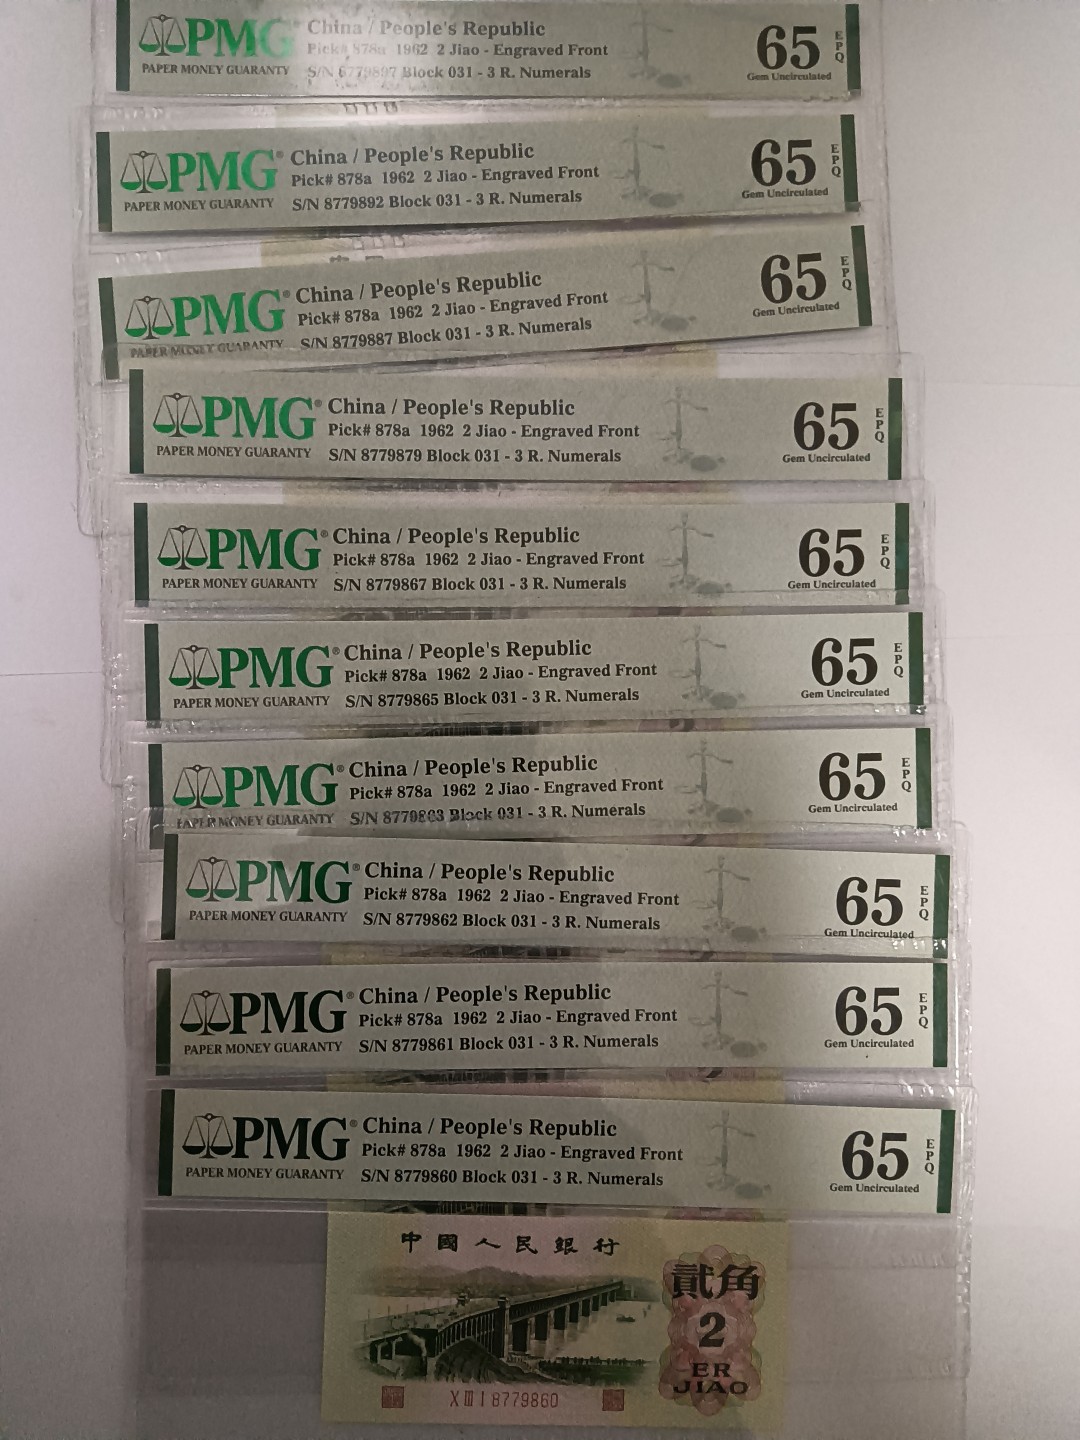 PMG China / People's Republic
Pick# 878a 1962 2 Jiao - Engraved Front
PAPER MONEY GUARANTY Block 031 - 3 R. Numerals
65 EPQ
Gem Uncirculated
PMG® China / People's Republic
Pick# 878a 1962 2 Jiao - Engraved Front
PAPER MONEY GUARANTY S/N 8779892 Block 031 - 3 R. Numerals
65 EPQ
Gem Uncirculated
PMG® China / People's Republic
Pick# 878a 1962 2 Jiao - Engraved Front
PAPER MONEY GUARANTY S/N 8779887 Block 031 - 3 R. Numerals
65 EPQ
Gem Uncirculated
PMG® China / People's Republic
Pick# 878a 1962 2 Jiao - Engraved Front
PAPER MONEY GUARANTY S/N 8779879 Block 031 - 3 R. Numerals
65 EPQ
Gem Uncirculated
PMG® China / People's Republic
Pick# 878a 1962 2 Jiao - Engraved Front
PAPER MONEY GUARANTY S/N 8779867 Block 031 - 3 R. Numerals
65 EPQ
Gem Uncirculated
PMG® China / People's Republic
Pick# 878a 1962 2 Jiao - Engraved Front
PAPER MONEY GUARANTY S/N 8779865 Block 031 - 3 R. Numerals
65 EPQ
Gem Uncirculated
PMG® China / People's Republic
Pick# 878a 1962 2 Jiao - Engraved Front
PAPER MONEY GUARANTY S/N 8779863 Block 031 - 3 R. Numerals
65 EPQ
Gem Uncirculated
PMG® China / People's Republic
Pick# 878a 1962 2 Jiao - Engraved Front
PAPER MONEY GUARANTY S/N 8779862 Block 031 - 3 R. Numerals
65 EPQ
Gem Uncirculated
PMG® China / People's Republic
Pick# 878a 1962 2 Jiao - Engraved Front
PAPER MONEY GUARANTY S/N 8779861 Block 031 - 3 R. Numerals
65 EPQ
Gem Uncirculated
PMG® China / People's Republic
Pick# 878a 1962 2 Jiao - Engraved Front
PAPER MONEY GUARANTY S/N 8779860 Block 031 - 3 R. Numerals
65 EPQ
Gem Uncirculated
中國人民銀行
貳角
2
ER
JIAO
X III I 8779860